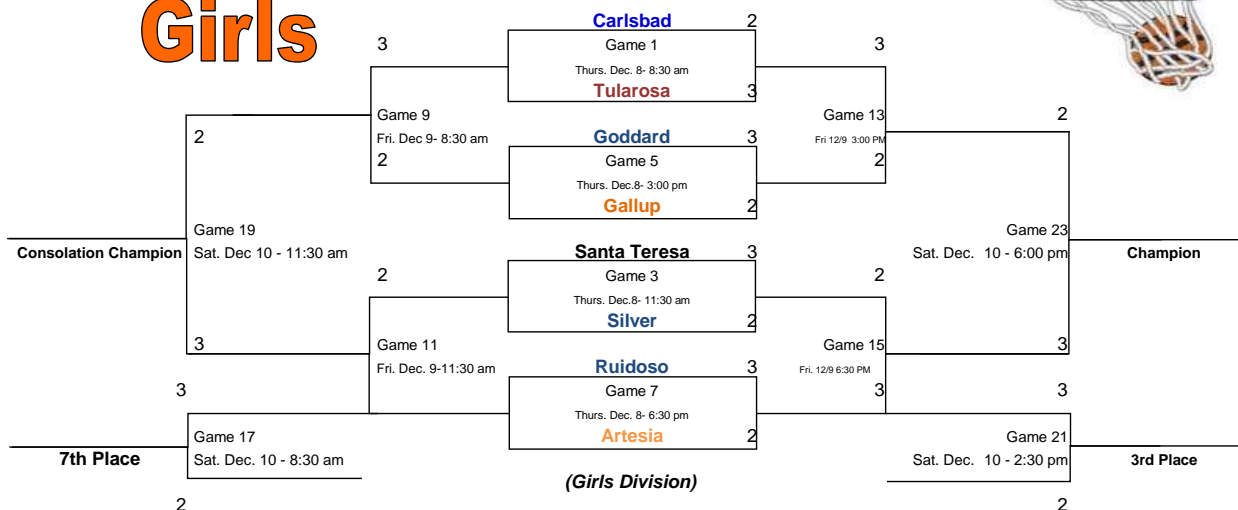 Girls
Carlsbad 2
3 Game 1 3
Thurs. Dec. 8- 8:30 am
Tularosa 3
Game 9 Game 13 2
2 Fri. Dec 9- 8:30 am Goddard 3 Fri 12/9 3:00 PM
2 Game 5 2
Thurs. Dec.8- 3:00 pm
Gallup 2
Game 19 Game 23
Consolation Champion Sat. Dec 10 - 11:30 am Santa Teresa 3 Sat. Dec. 10 - 6:00 pm Champion
2 Game 3 2
Thurs. Dec.8- 11:30 am
Silver 2
3 Game 11 Game 15 3
Fri. Dec. 9-11:30 am Ruidoso 3 Fri. 12/9 6:30 PM
3 Game 7 3 3
Thurs. Dec. 8- 6:30 pm
Game 17 Artesia 2 Game 21
7th Place Sat. Dec. 10 - 8:30 am Sat. Dec. 10 - 2:30 pm 3rd Place
(Girls Division)
2 2